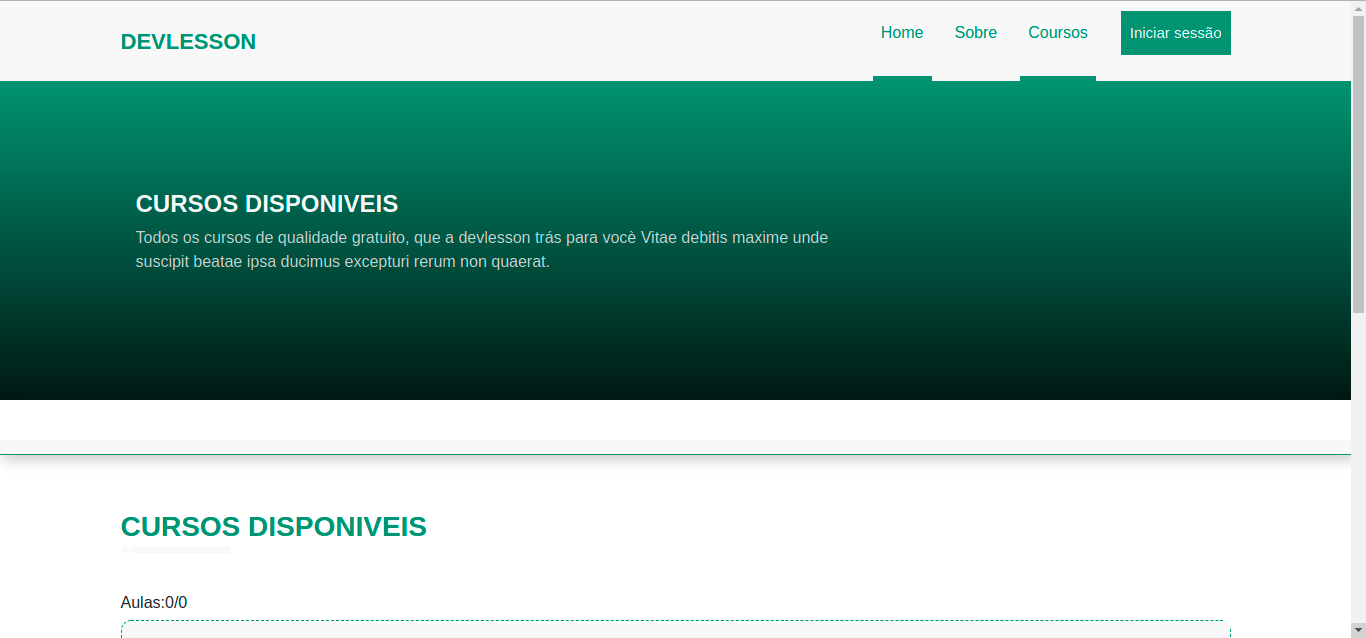 DEVLESSON
Home
Sobre
Coursos
Iniciar sessão
CURSOS DISPONIVEIS
Todos os cursos de qualidade gratuito, que a devlesson trás para você Vitae debitis maxime unde
suscipit beatae ipsa ducimus excepturi rerum non quaerat.
CURSOS DISPONIVEIS
Aulas:0/0